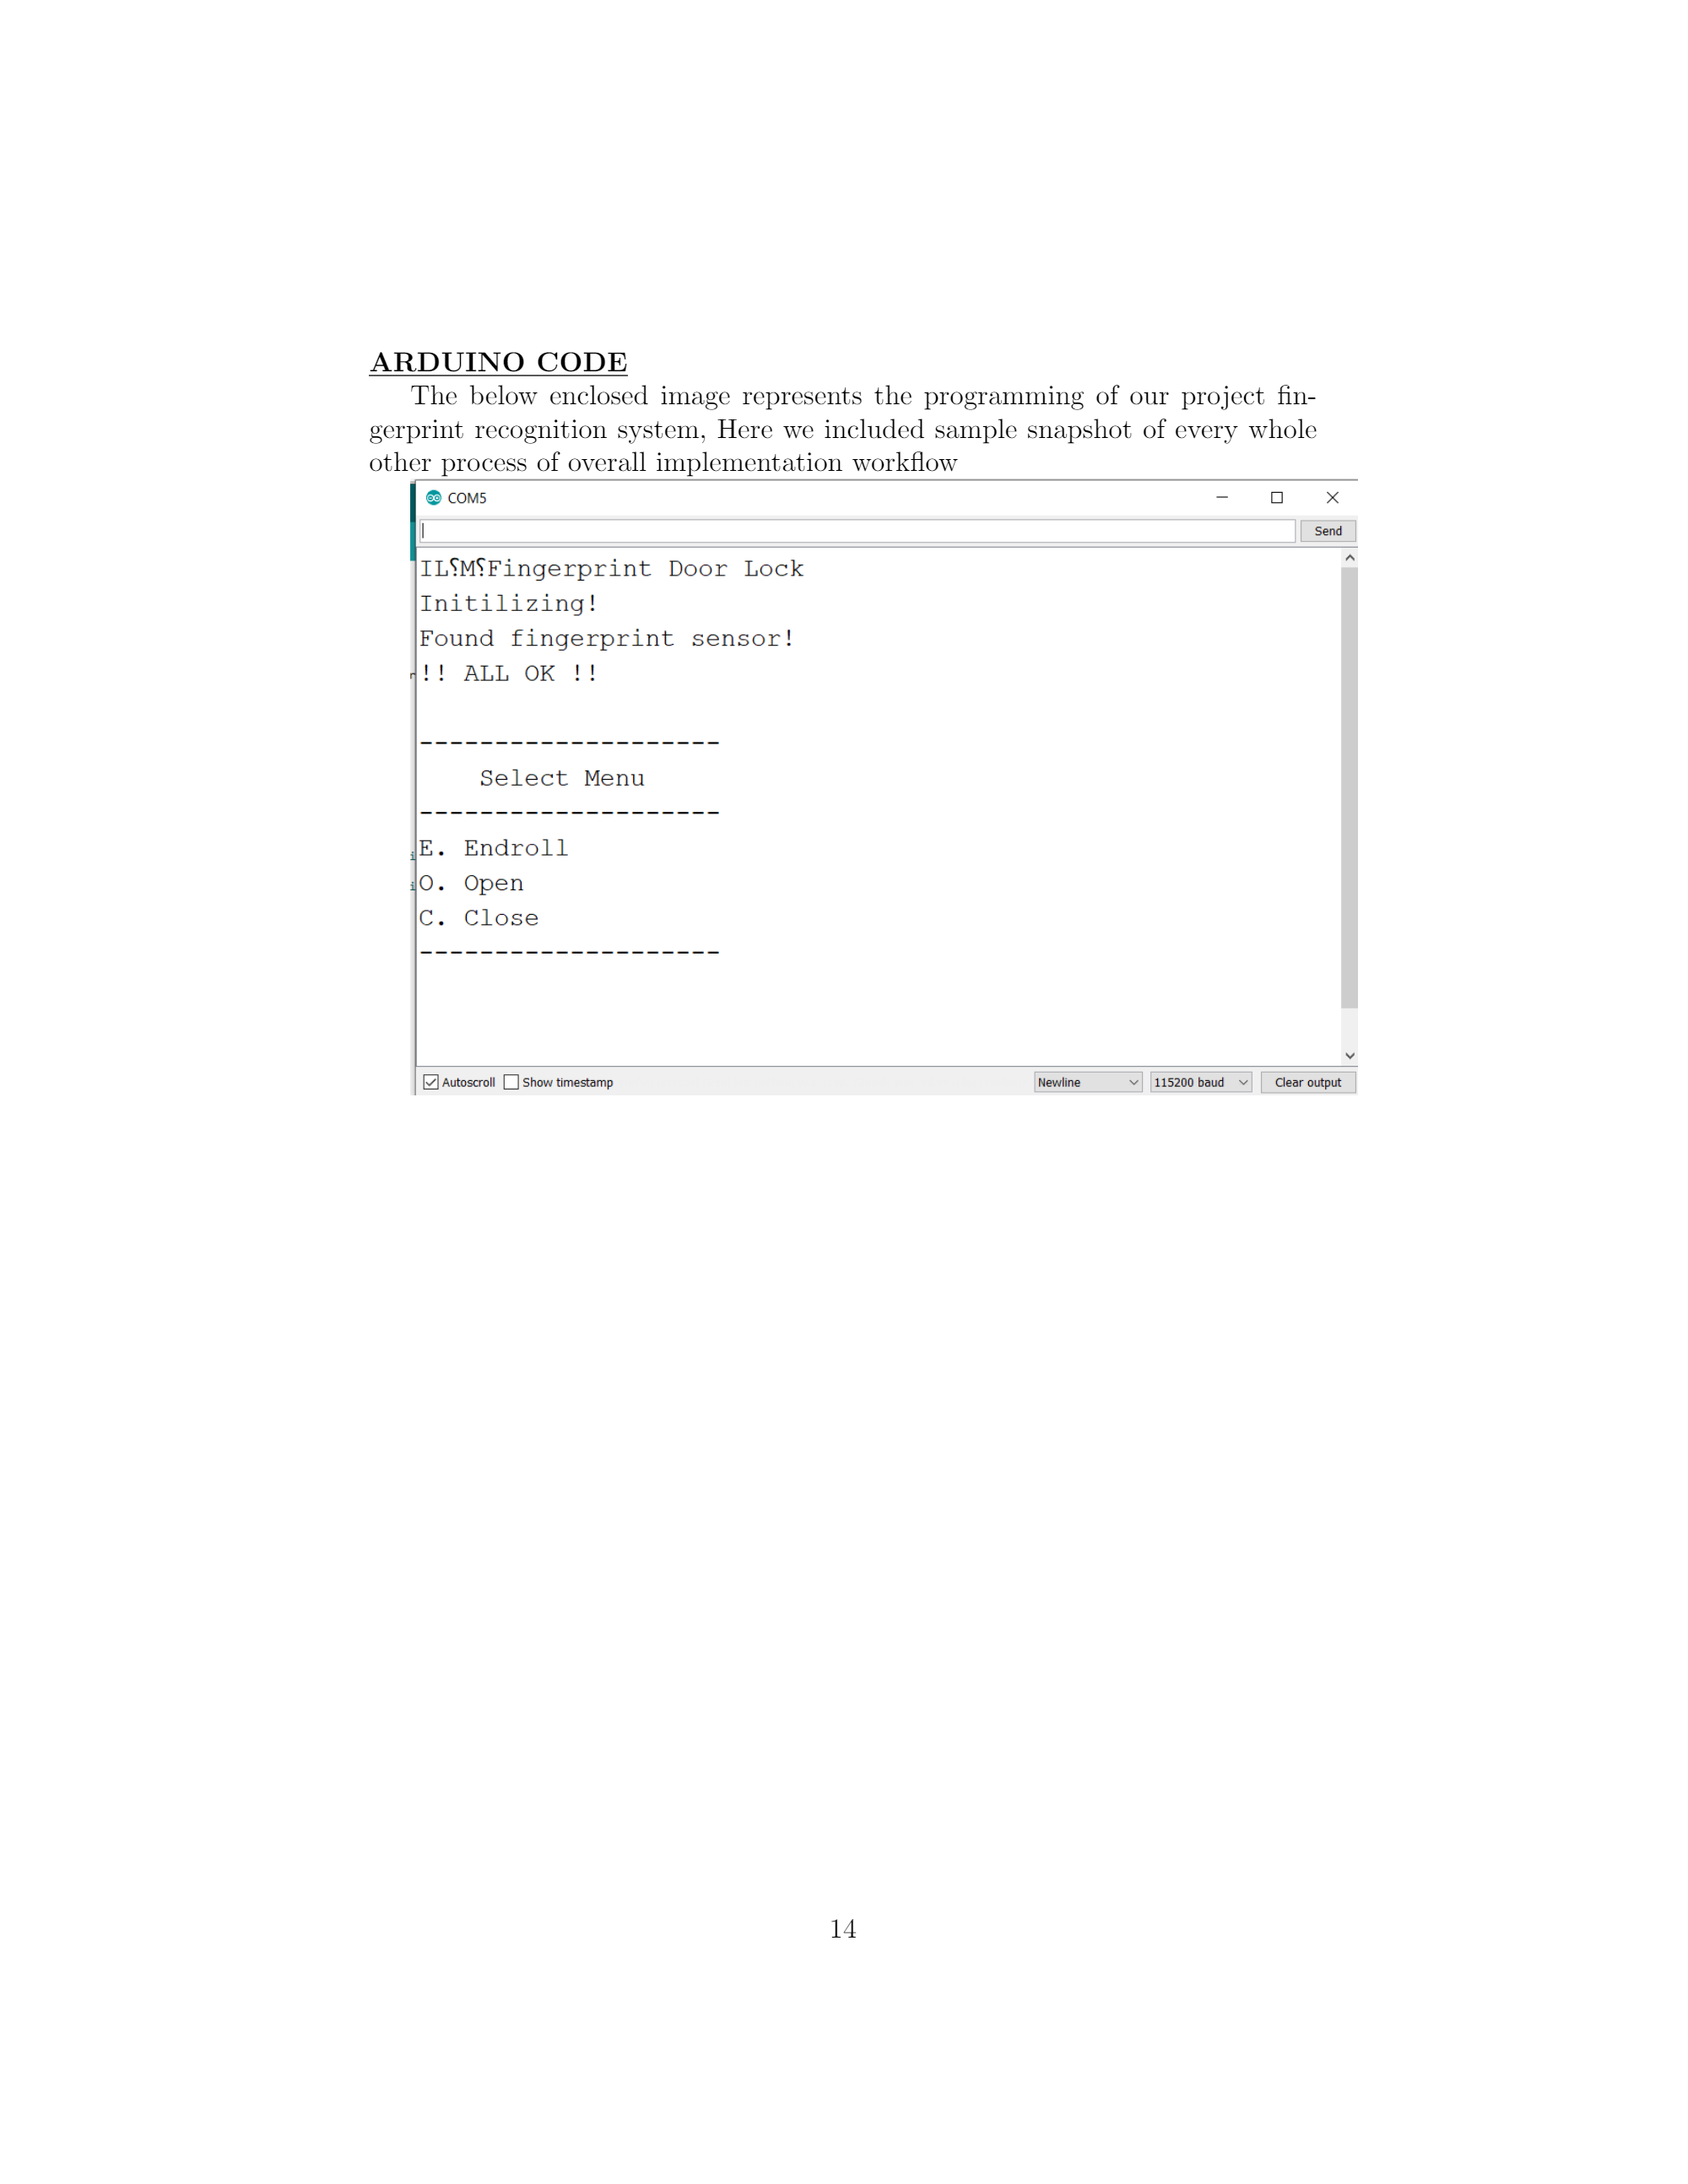 ARDUINO CODE
The below enclosed image represents the programming of our project fin-
gerprint recognition system, Here we included sample snapshot of every whole
other process of overall implementation workflow
COM5
Send
IL⸮M⸮Fingerprint Door Lock
Initilizing!
Found fingerprint sensor!
!! ALL OK !!
--------------------
Select Menu
--------------------
E. Endroll
O. Open
C. Close
--------------------
Autoscroll Show timestamp Newline 115200 baud Clear output
14